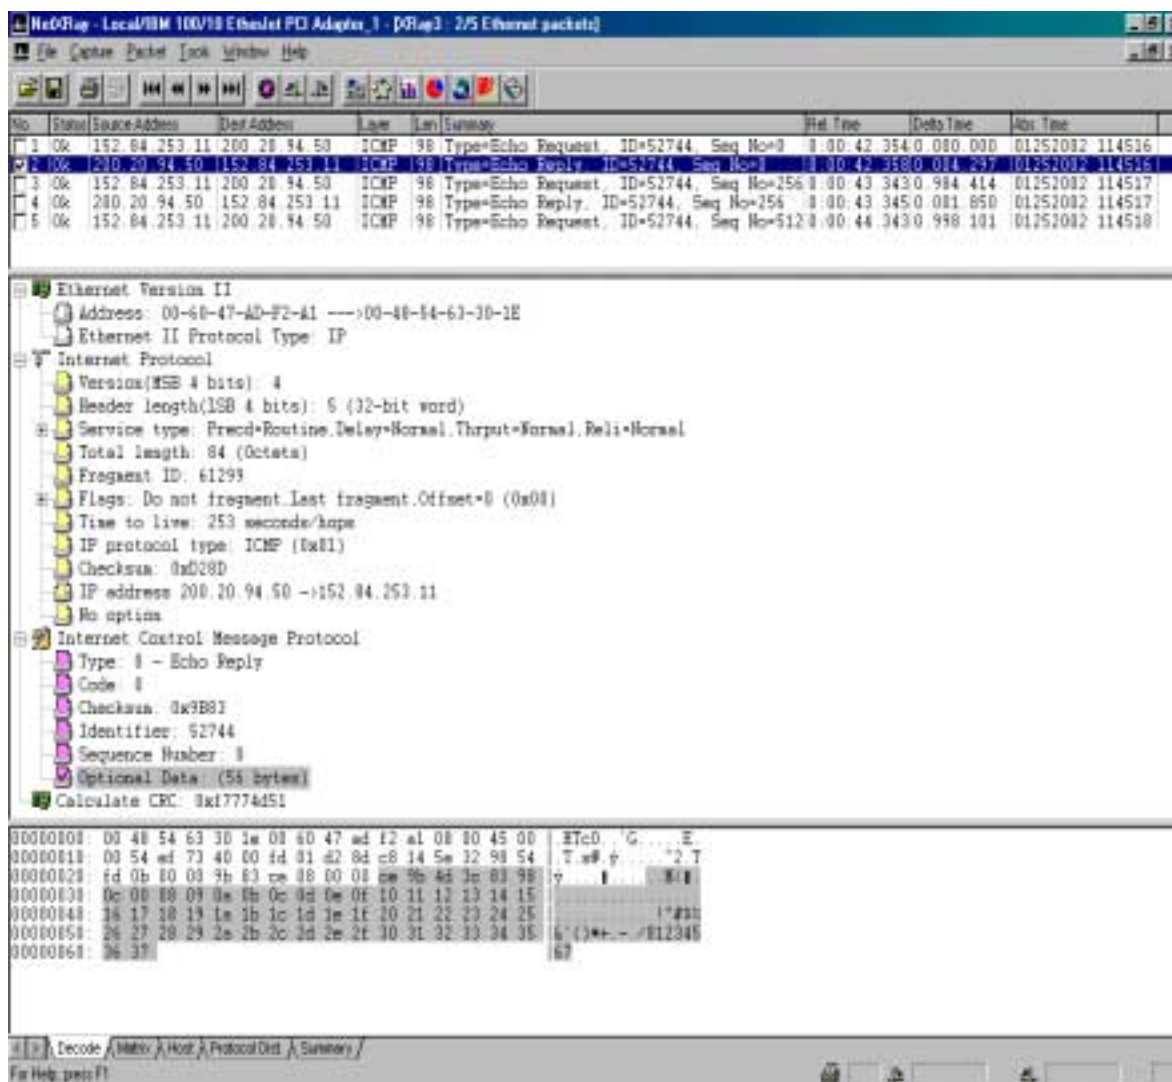 NetXRay - Local/IBM 100/10 EtherJet PCI Adapter_1 - [XRay3 : 2/5 Ethernet packets]
File Capture Packet Tools Window Help
No. Status Source Address Dest Address Layer Len Summary Rel. Time Delta Time Abs. Time
1 Ok 152.84.253.11 200.20.94.50 ICMP 98 Type=Echo Request, ID=52744, Seq No=0 0:00:42.354 0.000.000 01252002 114516
2 Ok 200.20.94.50 152.84.253.11 ICMP 98 Type=Echo Reply, ID=52744, Seq No=0 0:00:42.358 0.004.297 01252002 114516
3 Ok 152.84.253.11 200.20.94.50 ICMP 98 Type=Echo Request, ID=52744, Seq No=256 0:00:43.343 0.984.414 01252002 114517
4 Ok 200.20.94.50 152.84.253.11 ICMP 98 Type=Echo Reply, ID=52744, Seq No=256 0:00:43.345 0.001.850 01252002 114517
5 Ok 152.84.253.11 200.20.94.50 ICMP 98 Type=Echo Request, ID=52744, Seq No=512 0:00:44.343 0.998.101 01252002 114518
Ethernet Version II
Address: 00-60-47-AD-F2-A1 --->00-40-54-63-30-1E
Ethernet II Protocol Type: IP
Internet Protocol
Version(MSB 4 bits): 4
Header length(LSB 4 bits): 5 (32-bit word)
Service type: Precd=Routine,Delay=Normal,Thrput=Normal,Reli=Normal
Total length: 84 (Octets)
Fragment ID: 61299
Flags: Do not fragment,Last fragment,Offset=0 (0x00)
Time to live: 253 seconds/hops
IP protocol type: ICMP (0x01)
Checksum: 0xD28D
IP address 200.20.94.50 ->152.84.253.11
No option
Internet Control Message Protocol
Type: 0 - Echo Reply
Code: 0
Checksum: 0x9B83
Identifier: 52744
Sequence Number: 0
Optional Data: (56 bytes)
Calculate CRC: 0xf7774d51
00000000: 00 40 54 63 30 1e 00 60 47 ad f2 a1 08 00 45 00 .@Tc0..`G.....E.
00000010: 00 54 ef 73 40 00 fd 01 d2 8d c8 14 5e 32 98 54
00000020: fd 0b 00 00 9b 83 ce 08 00 00 ce 9b 4d 3c 83 98
00000030: 0c 00 08 09 0a 0b 0c 0d 0e 0f 10 11 12 13 14 15
00000040: 16 17 18 19 1a 1b 1c 1d 1e 1f 20 21 22 23 24 25 !"#$%
00000050: 26 27 28 29 2a 2b 2c 2d 2e 2f 30 31 32 33 34 35 &'()*+,-./012345
00000060: 36 37 67
Decode Matrix Host Protocol Dist Summary
For Help, press F1